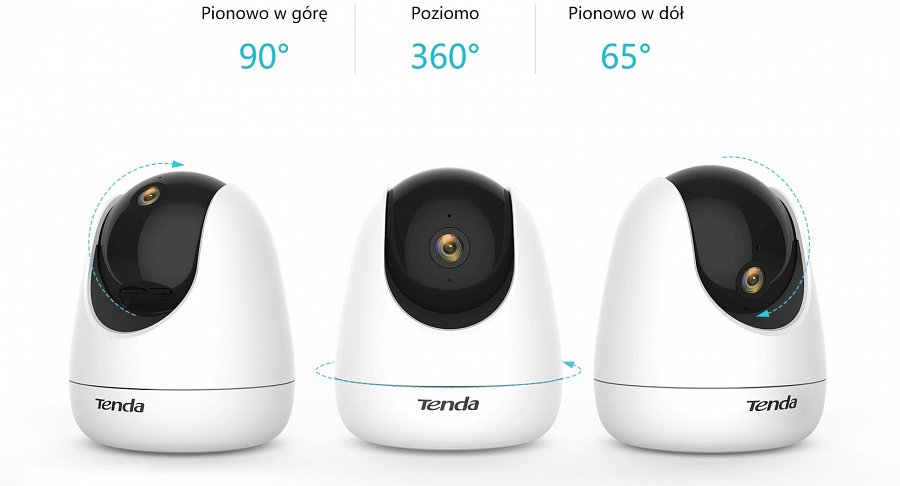 Pionowo w górę
Poziomo
Pionowo w dół
90°
360°
65°
Tenda
Tenda
Tenda